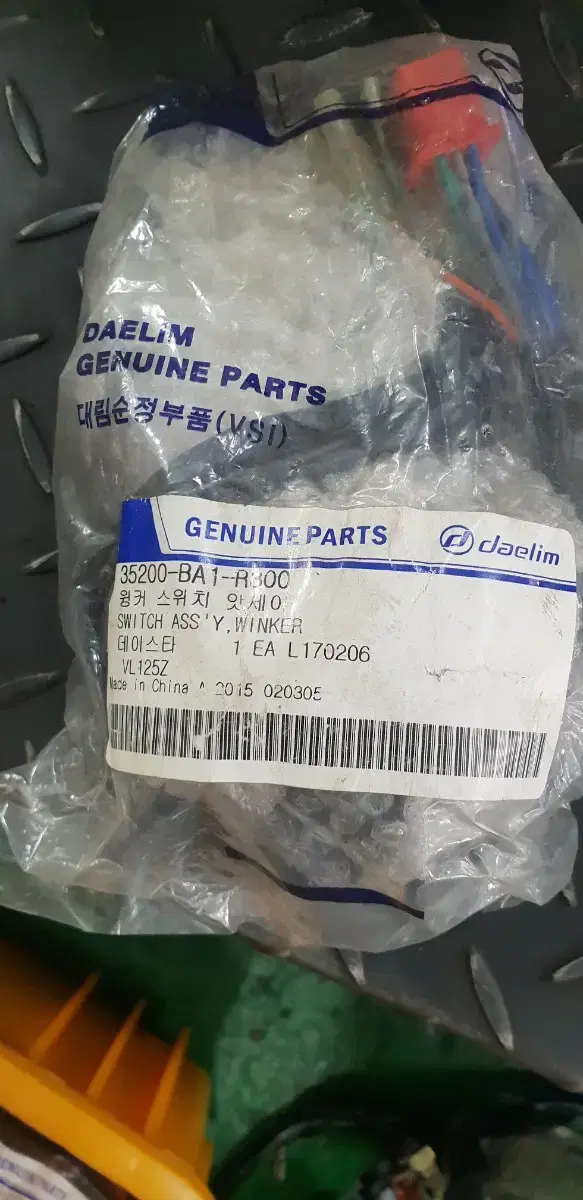 DAELIM
GENUINE PARTS
대림순정부품(VSI)
GENUINE PARTS daelim
35200-BA1-R300
윙커 스위치 앗세이
SWITCH ASS'Y,WINKER
데이스타 1 EA L170206
VL125Z
Made in China A 2015 020305